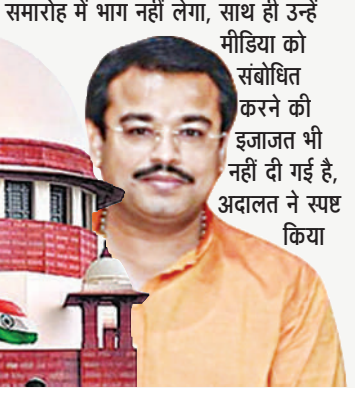 समारोह में भाग नहीं लेगा, साथ ही उन्हें
मीडिया को
संबोधित
करने की
इजाजत भी
नहीं दी गई है,
अदालत ने स्पष्ट
किया